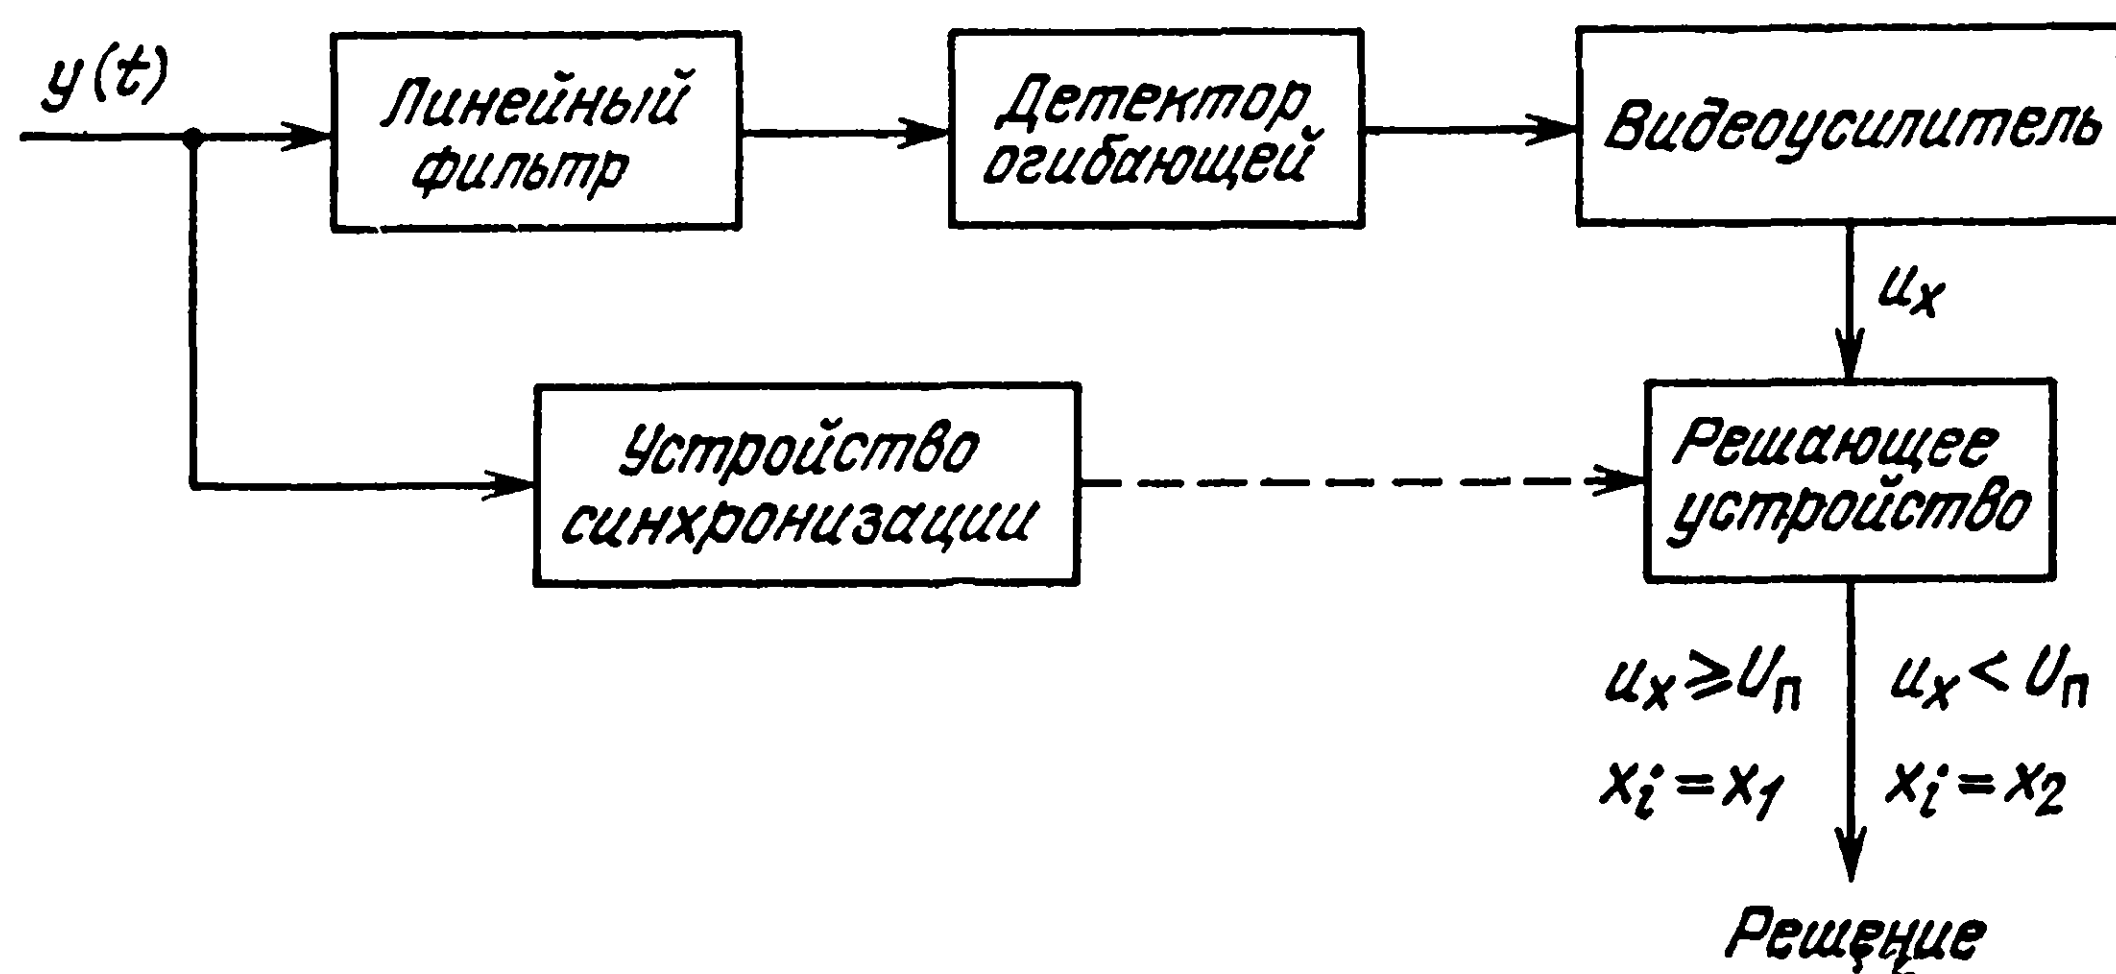 y(t)
Линейный
фильтр
Детектор
огибающей
Видеоусилитель
u_x
Устройство
синхронизации
Решающее
устройство
u_x ≥ U_п
u_x < U_п
x_i = x_1
x_i = x_2
Решение